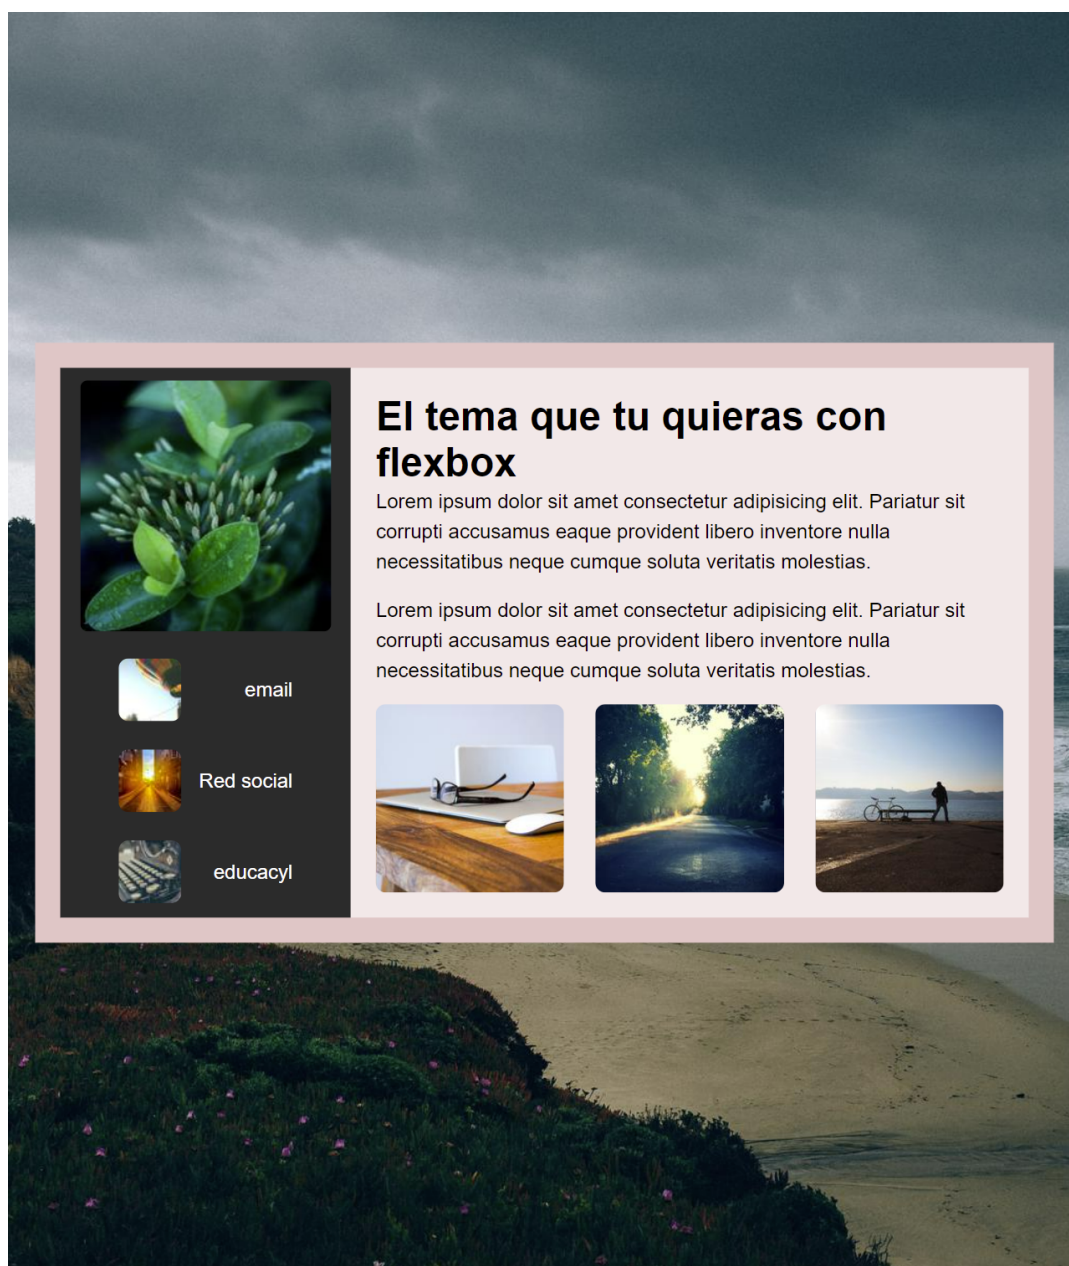 El tema que tu quieras con
flexbox
Lorem ipsum dolor sit amet consectetur adipisicing elit. Pariatur sit
corrupti accusamus eaque provident libero inventore nulla
necessitatibus neque cumque soluta veritatis molestias.
Lorem ipsum dolor sit amet consectetur adipisicing elit. Pariatur sit
corrupti accusamus eaque provident libero inventore nulla
necessitatibus neque cumque soluta veritatis molestias.
email
Red social
educacyl